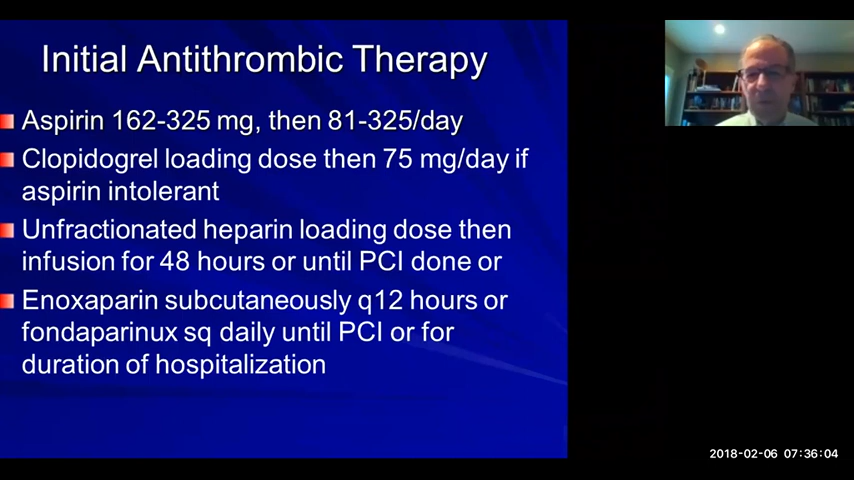 Initial Antithrombic Therapy
Aspirin 162-325 mg, then 81-325/day
Clopidogrel loading dose then 75 mg/day if
aspirin intolerant
Unfractionated heparin loading dose then
infusion for 48 hours or until PCI done or
Enoxaparin subcutaneously q12 hours or
fondaparinux sq daily until PCI or for
duration of hospitalization
2018-02-06 07:36:04